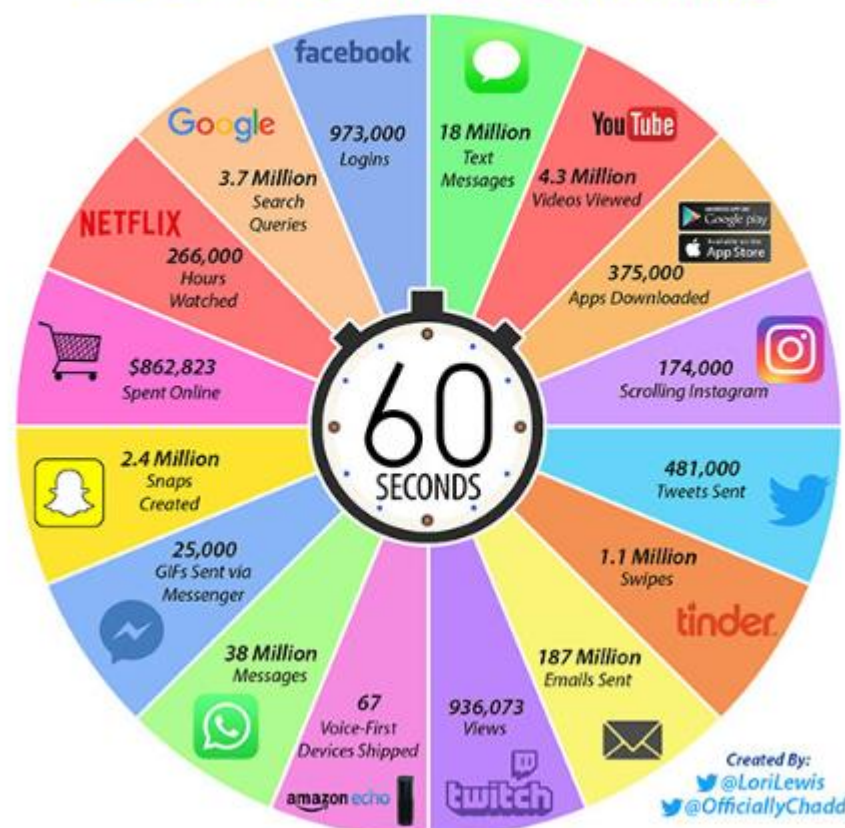 facebook
973,000
Logins
18 Million
Text
Messages
YouTube
4.3 Million
Videos Viewed
Google play
App Store
375,000
Apps Downloaded
174,000
Scrolling Instagram
481,000
Tweets Sent
1.1 Million
Swipes
tinder
187 Million
Emails Sent
936,073
Views
twitch
67
Voice-First
Devices Shipped
amazon echo
38 Million
Messages
25,000
GIFs Sent via
Messenger
2.4 Million
Snaps
Created
$862,823
Spent Online
NETFLIX
266,000
Hours
Watched
Google
3.7 Million
Search
Queries
60
SECONDS
Created By:
@LoriLewis
@OfficiallyChadd